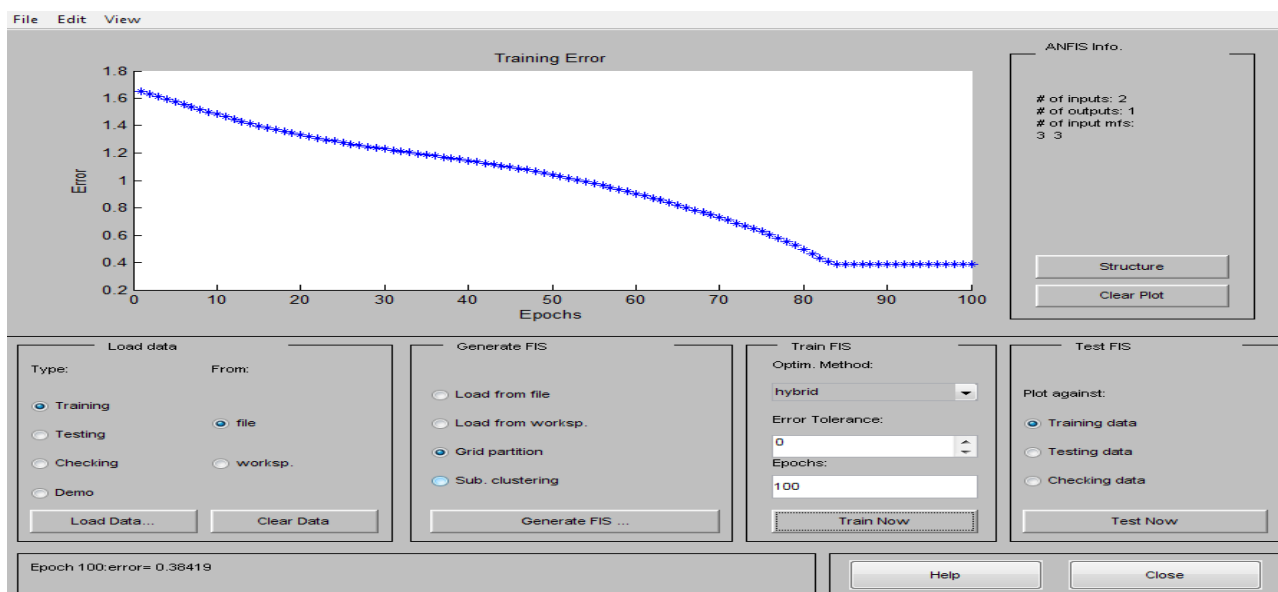 File Edit View
Training Error
1.8
1.6
1.4
1.2
1
0.8
0.6
0.4
0.2
Error
0 10 20 30 40 50 60 70 80 90 100
Epochs
ANFIS Info.
# of inputs: 2
# of outputs: 1
# of input mfs:
3 3
Structure
Clear Plot
Load data
Type:
From:
Training
Testing
Checking
Demo
file
worksp.
Load Data...
Clear Data
Generate FIS
Load from file
Load from worksp.
Grid partition
Sub. clustering
Generate FIS ...
Train FIS
Optim. Method:
hybrid
Error Tolerance:
0
Epochs:
100
Train Now
Test FIS
Plot against:
Training data
Testing data
Checking data
Test Now
Epoch 100:error= 0.38419
Help
Close